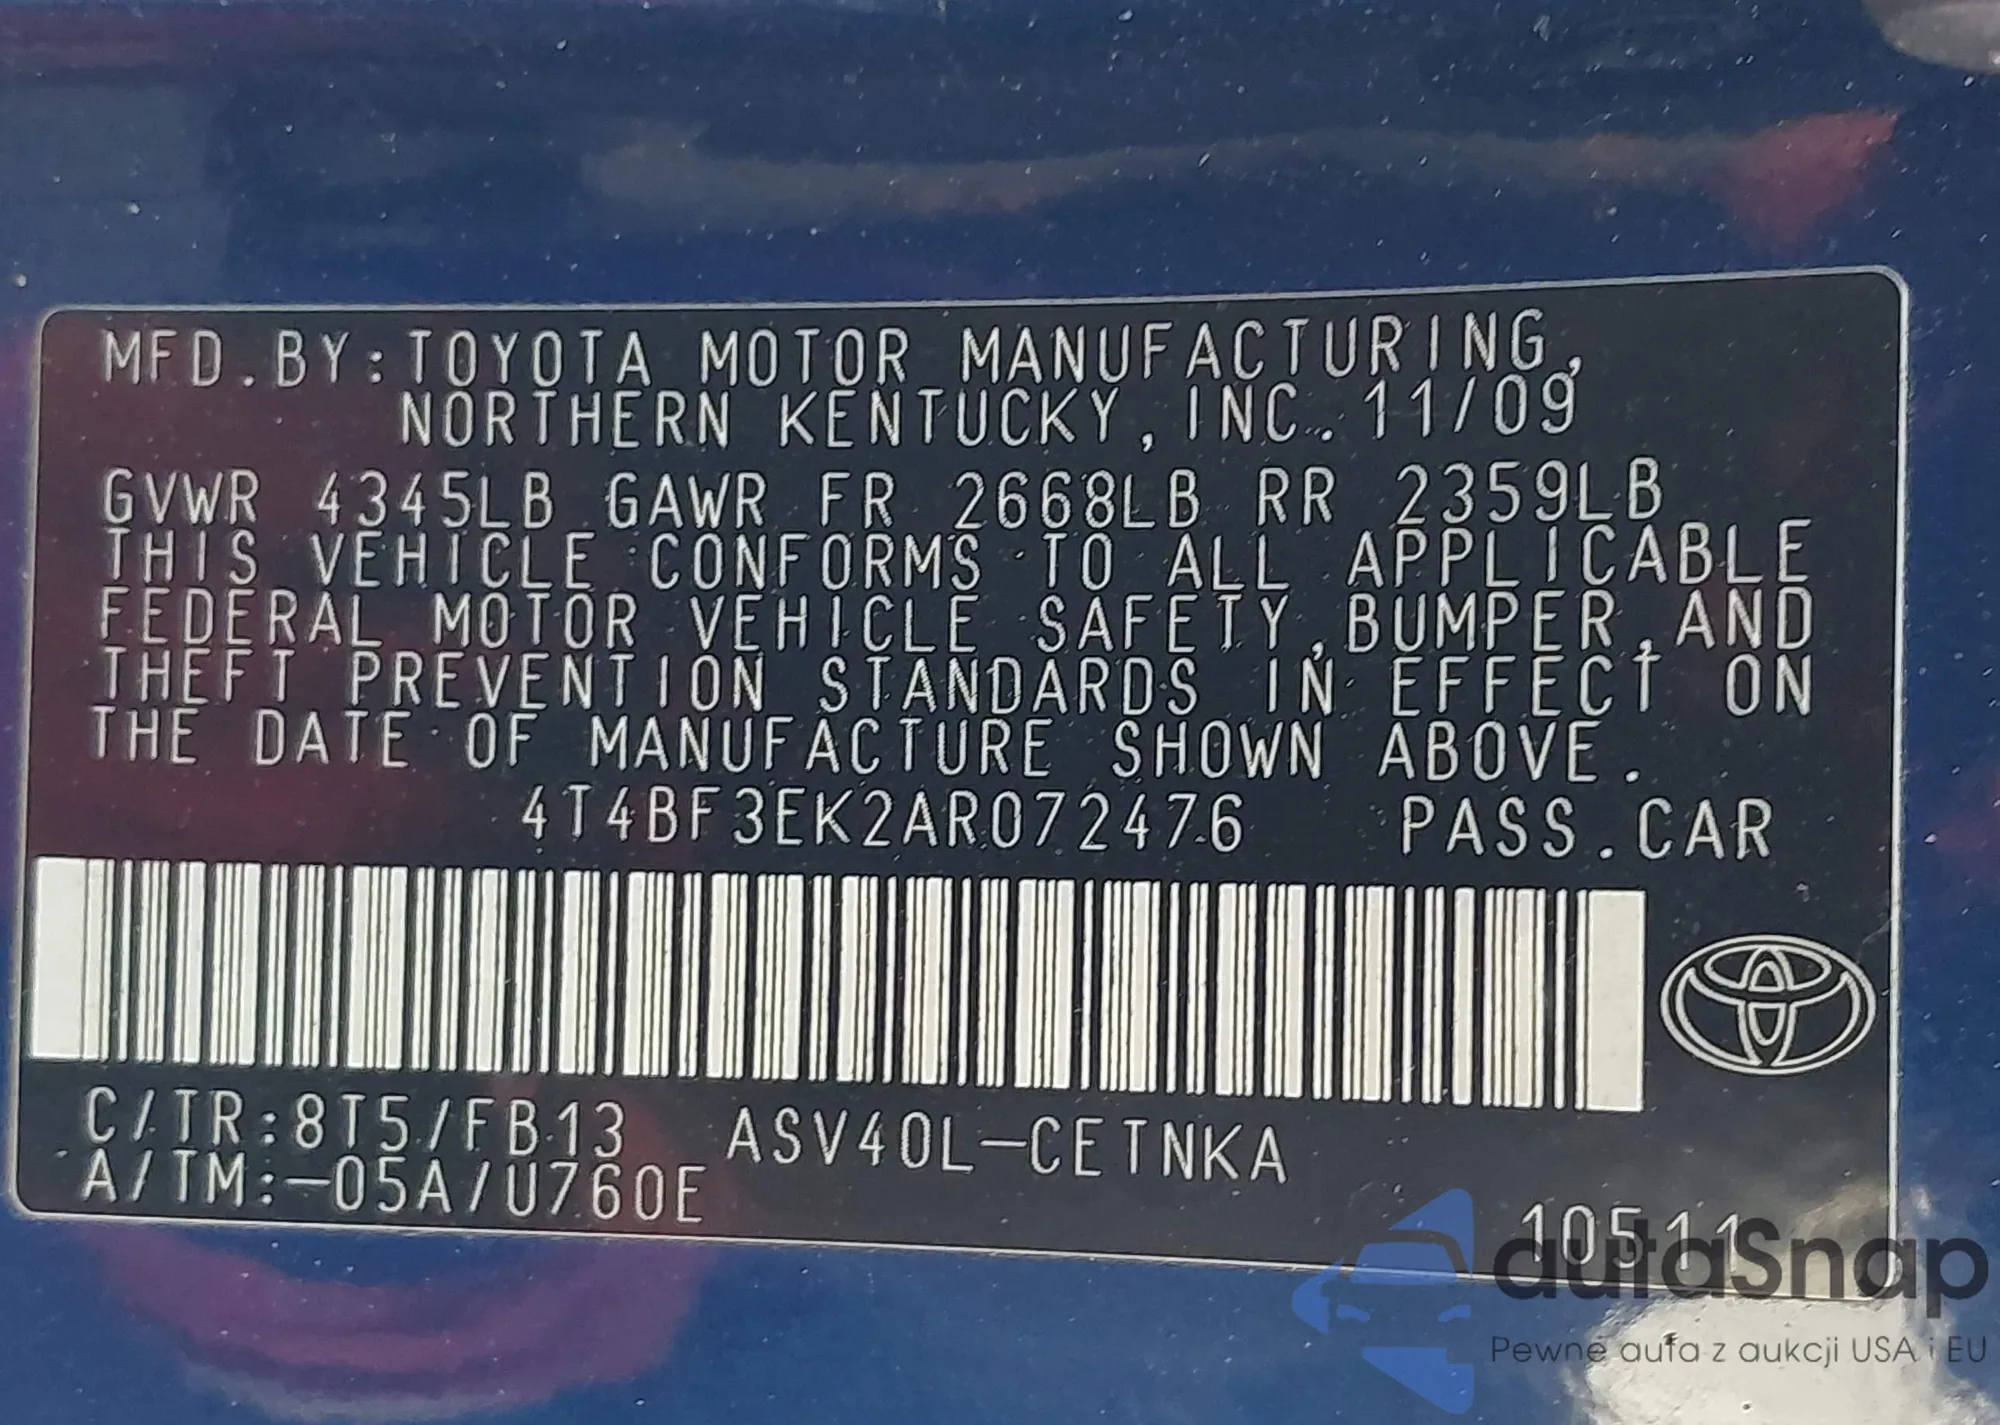 MFD.BY:TOYOTA MOTOR MANUFACTURING,
NORTHERN KENTUCKY, INC. 11/09
GVWR 4345LB GAWR FR 2668LB RR 2359LB
THIS VEHICLE CONFORMS TO ALL APPLICABLE
FEDERAL MOTOR VEHICLE SAFETY,BUMPER,AND
THEFT PREVENTION STANDARDS IN EFFECT ON
THE DATE OF MANUFACTURE SHOWN ABOVE.
4T4BF3EK2AR072476 PASS.CAR
C/TR:8T5/FB13 ASV40L-CETNKA
A/TM:-05A/U760E
10511
autaSnap
Pewne auta z aukcji USA i EU